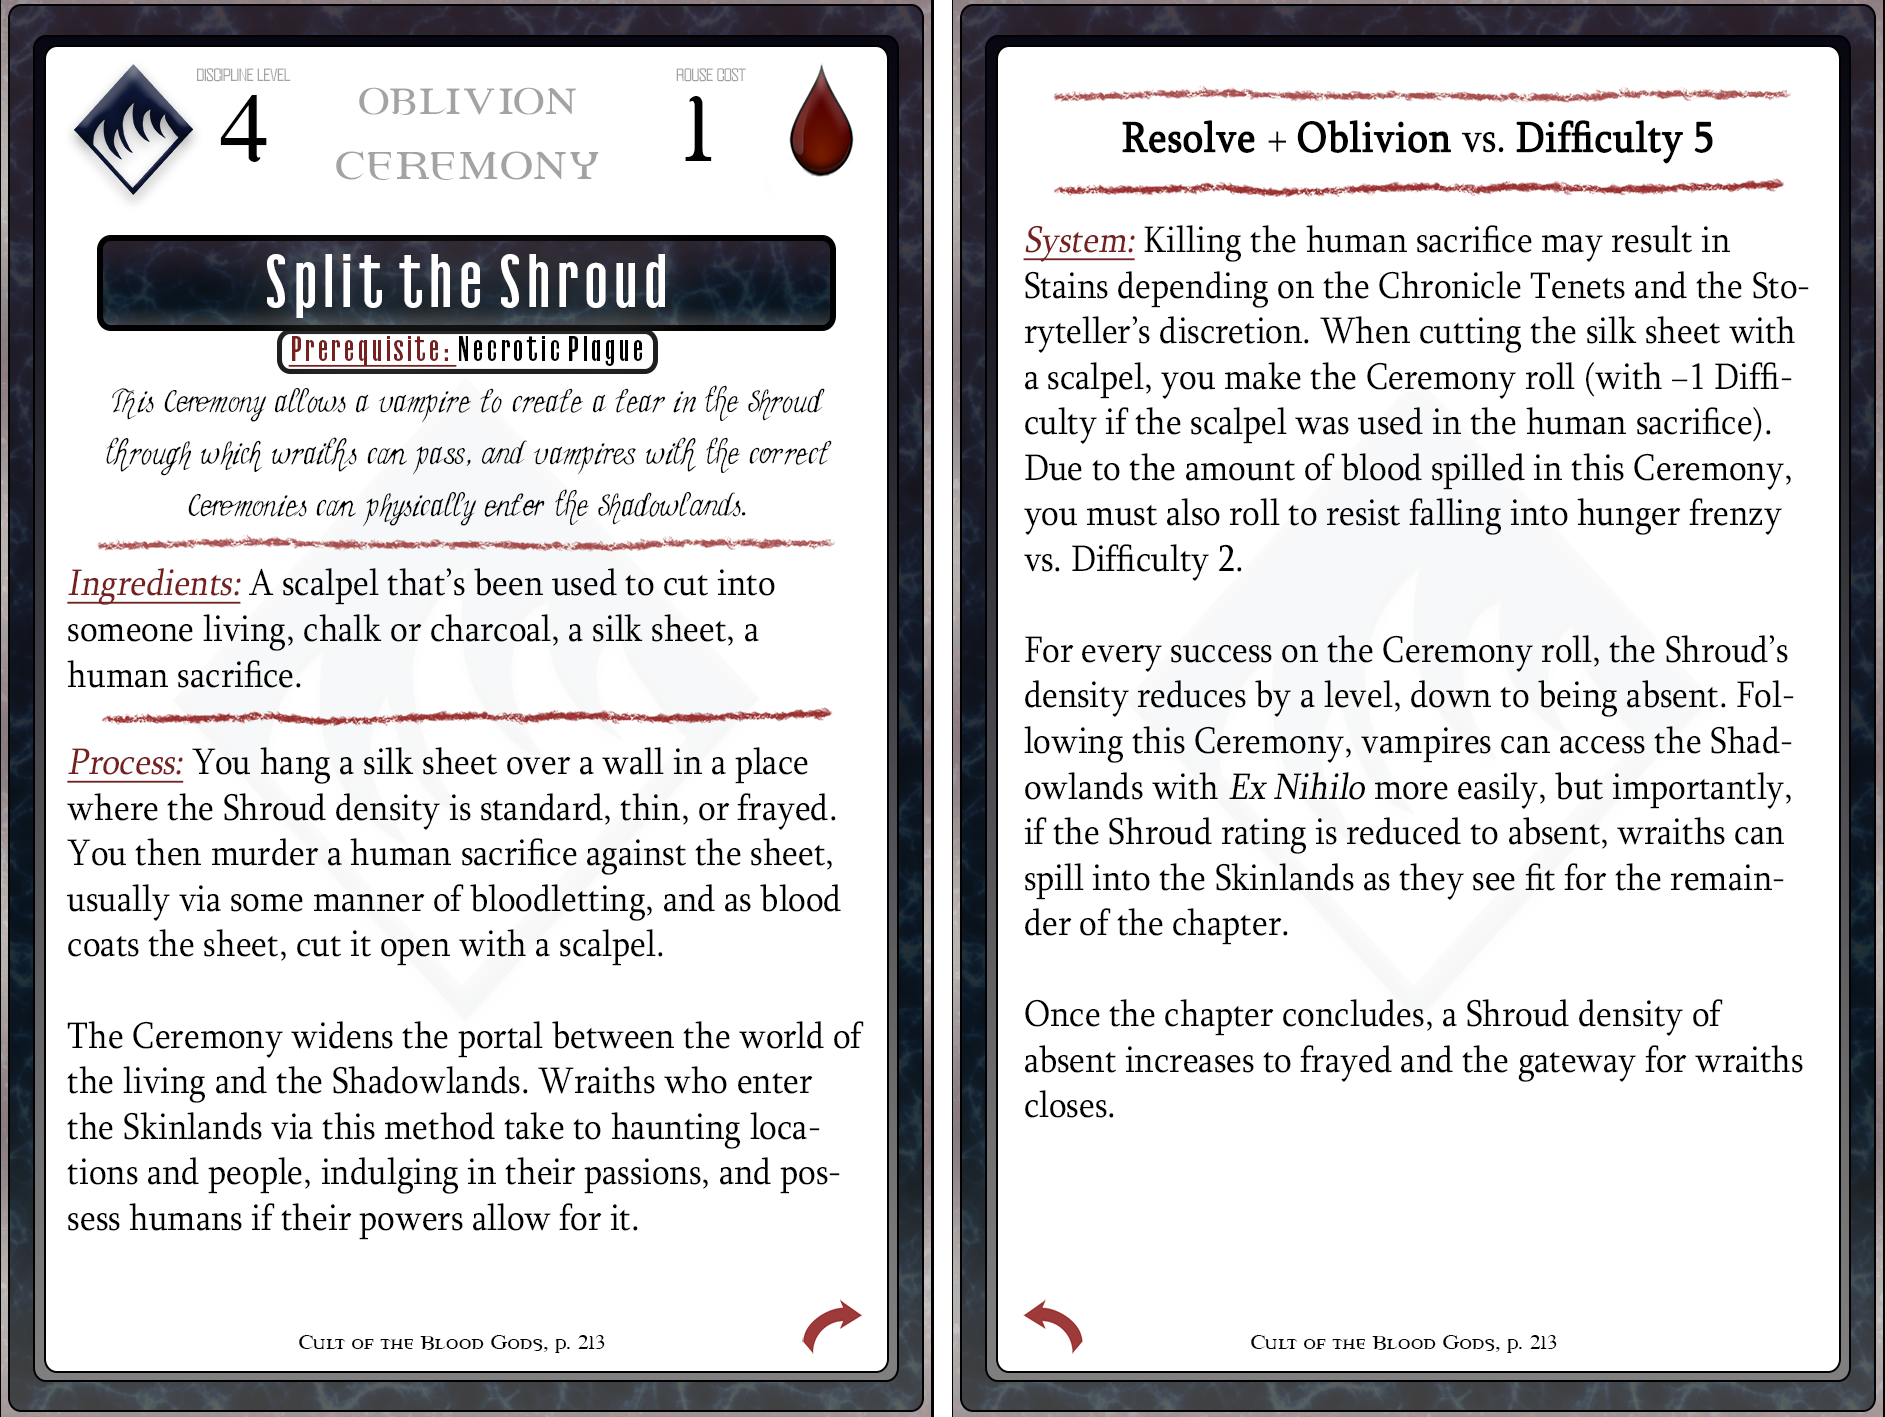 DISCIPLINE LEVEL
4
OBLIVION
CEREMONY
ROUSE COST
1
Split the Shroud
Prerequisite: Necrotic Plague
This Ceremony allows a vampire to create a tear in the Shroud
through which wraiths can pass, and vampires with the correct
Ceremonies can physically enter the Shadowlands.
Ingredients: A scalpel that’s been used to cut into
someone living, chalk or charcoal, a silk sheet, a
human sacrifice.
Process: You hang a silk sheet over a wall in a place
where the Shroud density is standard, thin, or frayed.
You then murder a human sacrifice against the sheet,
usually via some manner of bloodletting, and as blood
coats the sheet, cut it open with a scalpel.
The Ceremony widens the portal between the world of
the living and the Shadowlands. Wraiths who enter
the Skinlands via this method take to haunting loca-
tions and people, indulging in their passions, and pos-
sess humans if their powers allow for it.
Cult of the Blood Gods, p. 213
Resolve + Oblivion vs. Difficulty 5
System: Killing the human sacrifice may result in
Stains depending on the Chronicle Tenets and the Sto-
ryteller’s discretion. When cutting the silk sheet with
a scalpel, you make the Ceremony roll (with –1 Diffi-
culty if the scalpel was used in the human sacrifice).
Due to the amount of blood spilled in this Ceremony,
you must also roll to resist falling into hunger frenzy
vs. Difficulty 2.
For every success on the Ceremony roll, the Shroud’s
density reduces by a level, down to being absent. Fol-
lowing this Ceremony, vampires can access the Shad-
owlands with Ex Nihilo more easily, but importantly,
if the Shroud rating is reduced to absent, wraiths can
spill into the Skinlands as they see fit for the remain-
der of the chapter.
Once the chapter concludes, a Shroud density of
absent increases to frayed and the gateway for wraiths
closes.
Cult of the Blood Gods, p. 213